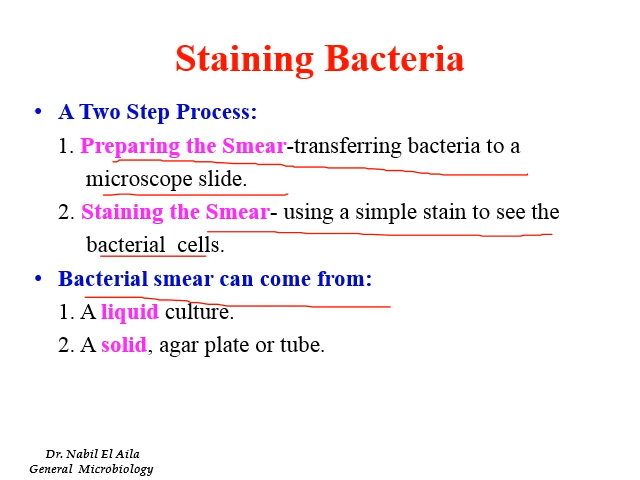 Staining Bacteria
• A Two Step Process:
1. Preparing the Smear-transferring bacteria to a
microscope slide.
2. Staining the Smear- using a simple stain to see the
bacterial cells.
• Bacterial smear can come from:
1. A liquid culture.
2. A solid, agar plate or tube.
Dr. Nabil El Aila
General Microbiology